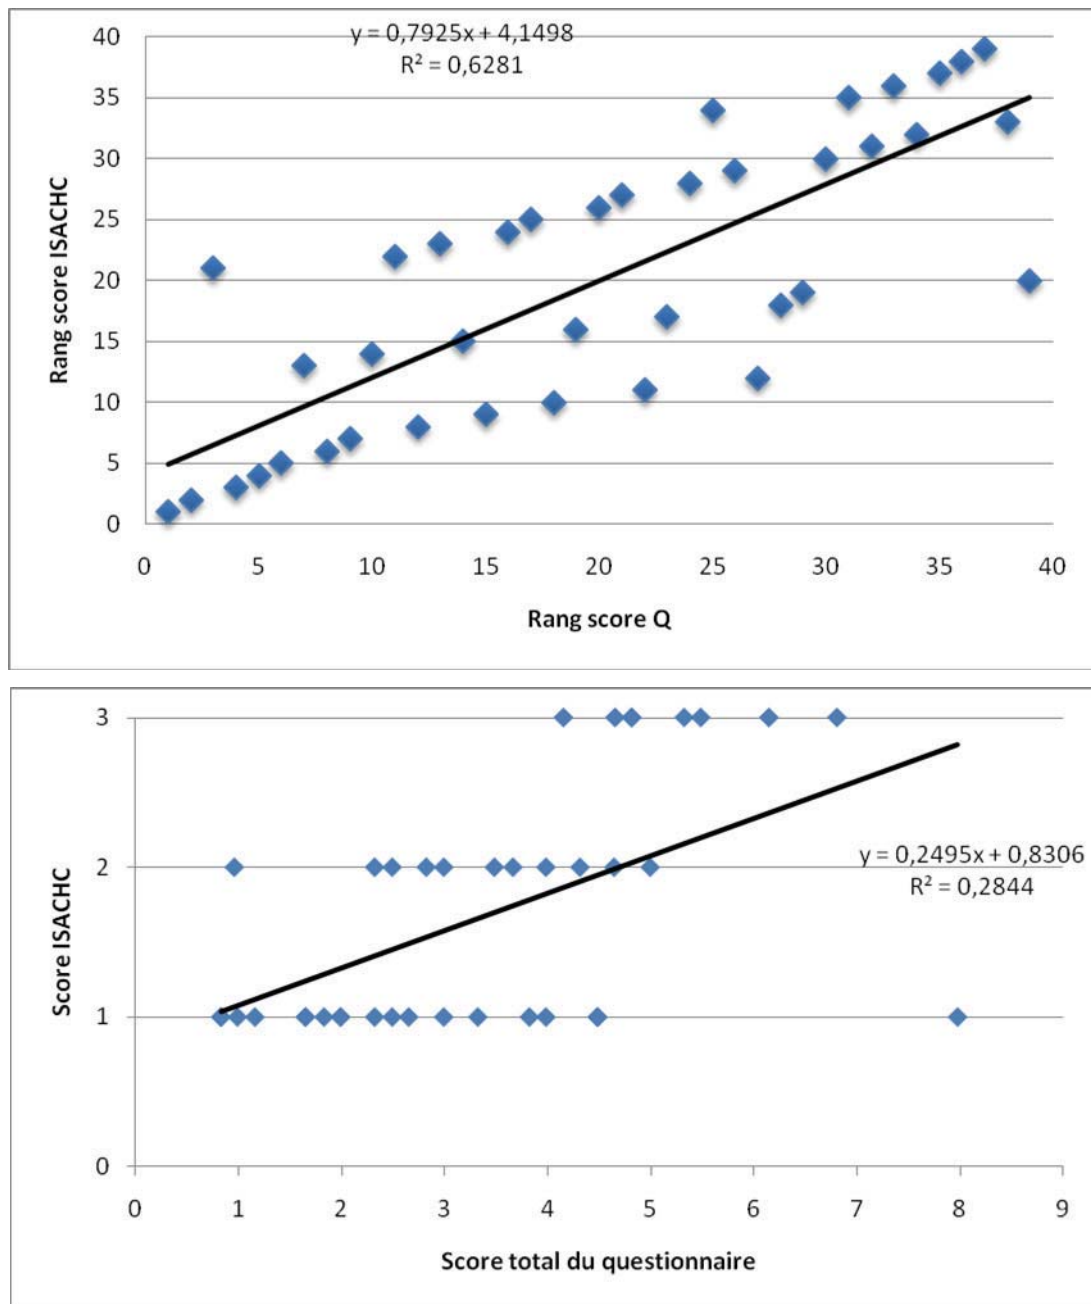 y = 0,7925x + 4,1498
R² = 0,6281
40
35
30
25
20
15
10
5
0
Rang score ISACHC
0 5 10 15 20 25 30 35 40
Rang score Q
3
2
1
0
Score ISACHC
y = 0,2495x + 0,8306
R² = 0,2844
0 1 2 3 4 5 6 7 8 9
Score total du questionnaire